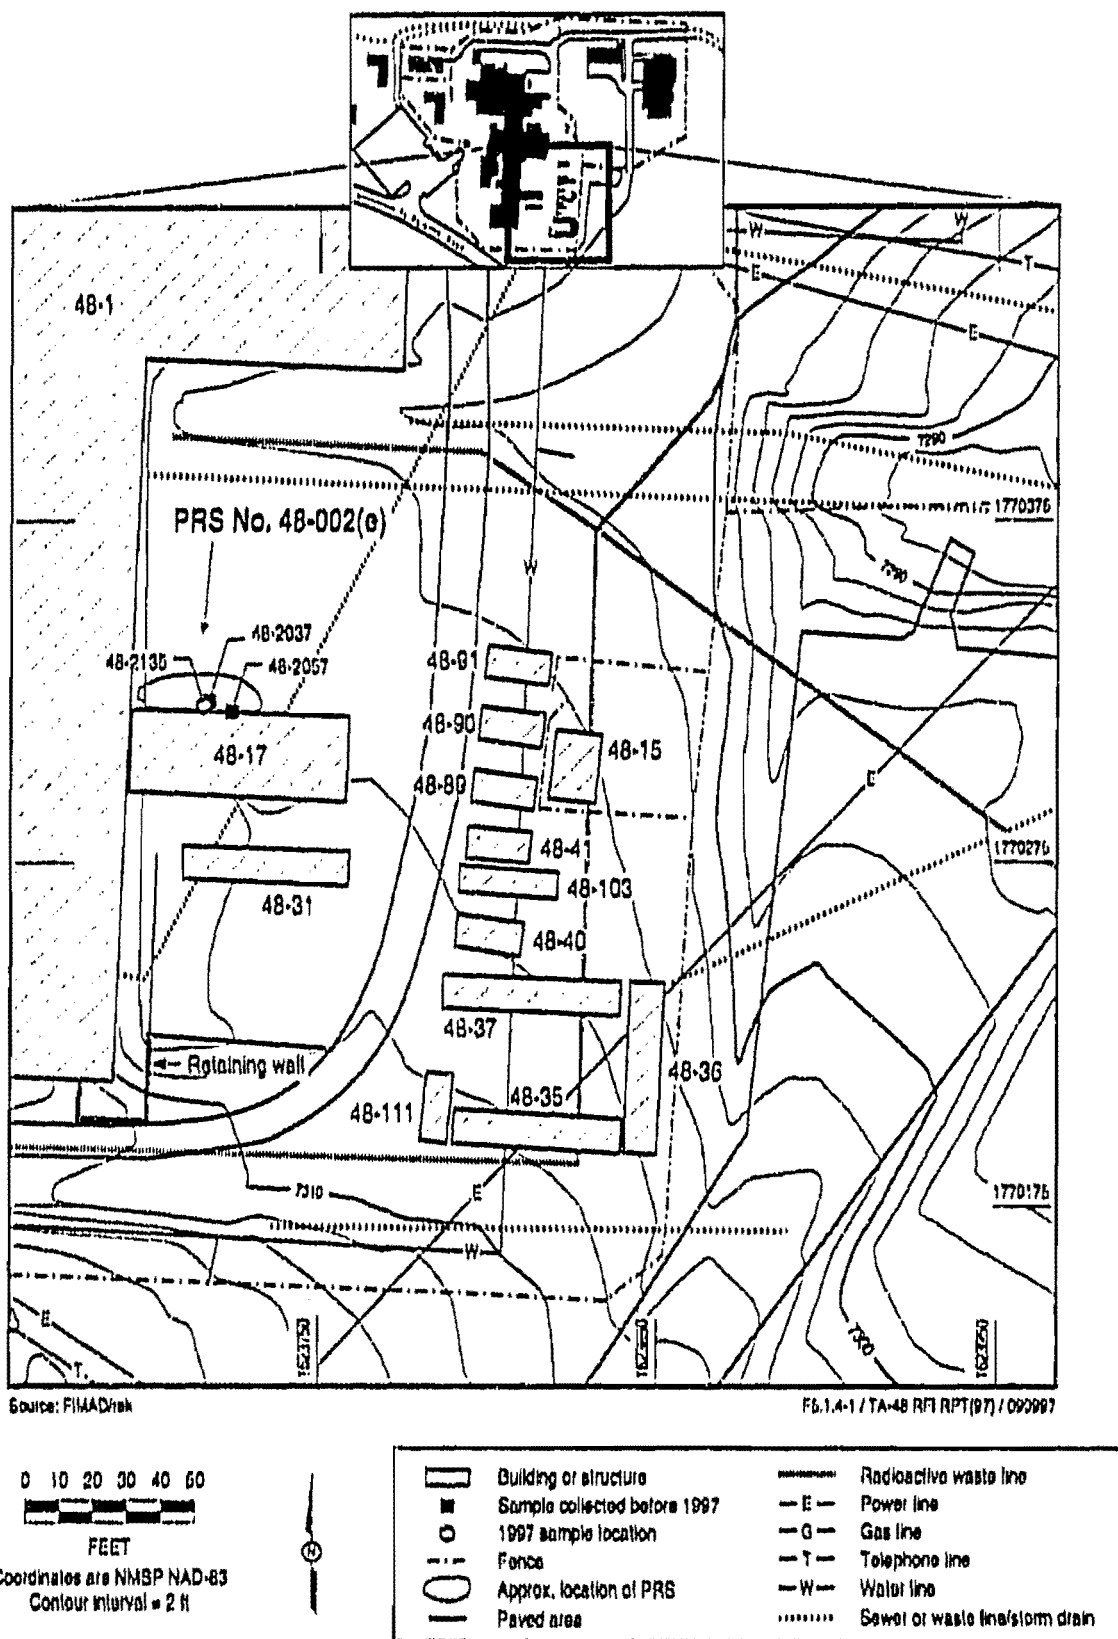 W
W
T
E
48-1
E
7290
PRS No. 48-002(e)
1770375
W
7290
48-2037
48-2135
48-2057
48-91
48-90
48-15
48-17
E
48-89
48-41
1770275
48-103
48-31
48-40
48-37
Retaining wall
48-36
48-35
48-111
7310
E
1770175
W
E
7300
T
Source: FIMAD/rek
F5.1.4-1 / TA-48 RFI RPT(97) / 090997
0 10 20 30 40 50
FEET
Coordinates are NMSP NAD-83
Contour interval = 2 ft
N
Building or structure
Sample collected before 1997
1997 sample location
Fence
Approx. location of PRS
Paved area
Radioactive waste line
E Power line
G Gas line
T Telephone line
W Water line
Sewer or waste line/storm drain